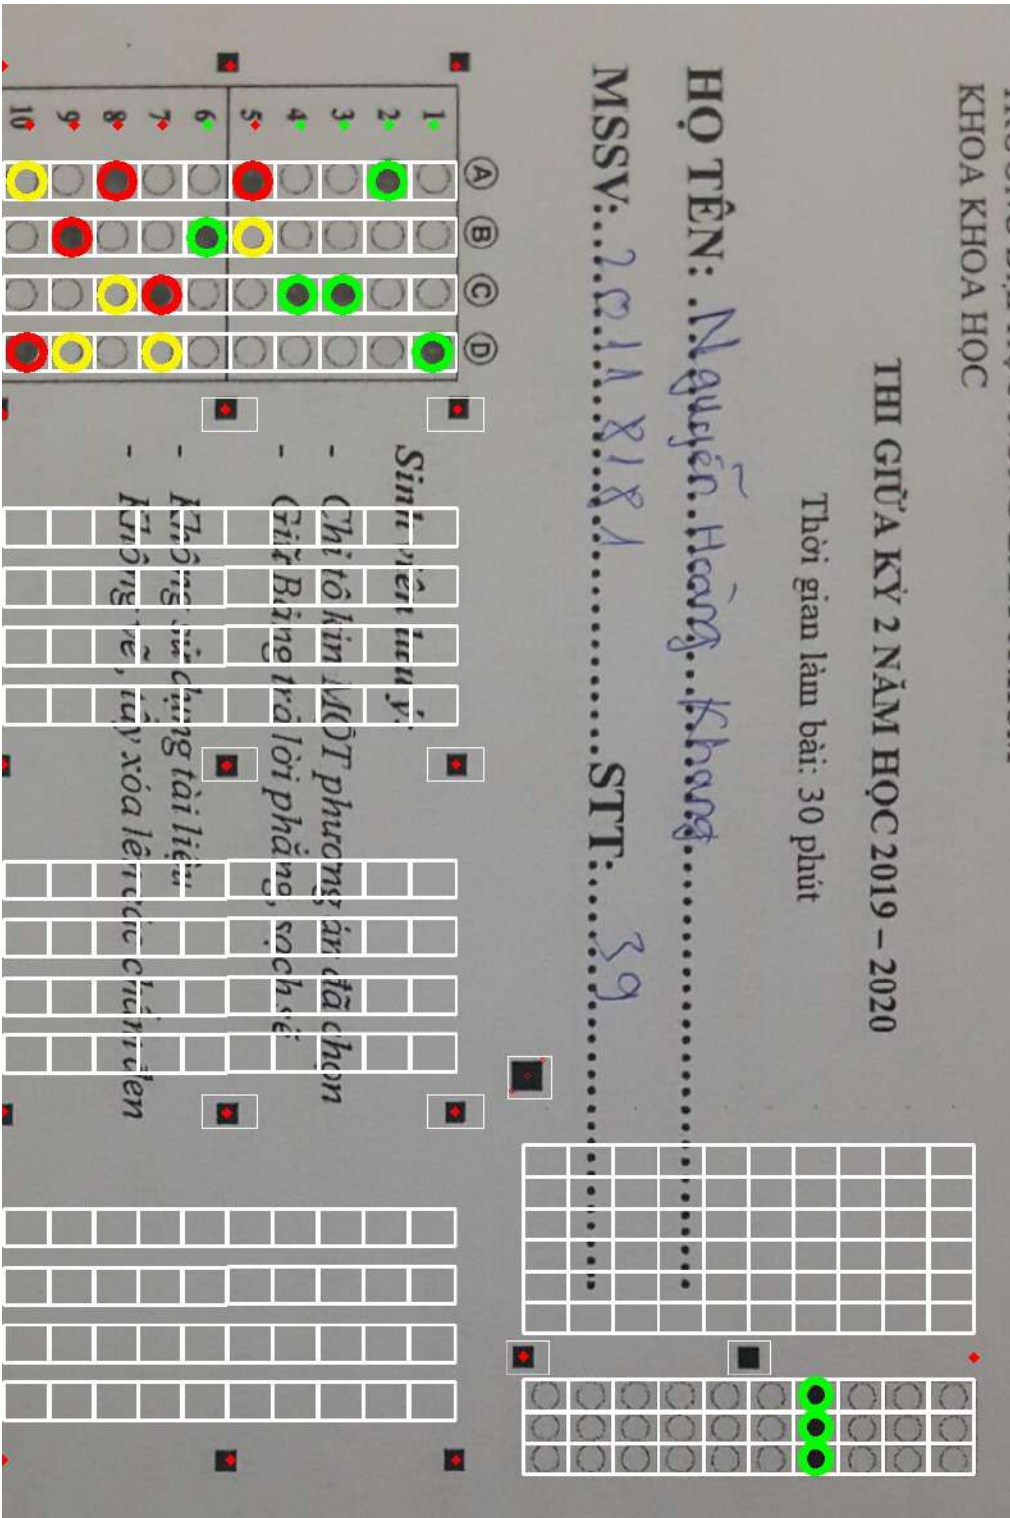 KHOA KHOA HỌC
THI GIỮA KỲ 2 NĂM HỌC 2019 – 2020
Thời gian làm bài: 30 phút
HỌ TÊN: Nguyễn Hoàng Khang
MSSV: 20181881 STT: 39
Sinh viên lưu ý:
- Chỉ tô kín MỘT phương án đã chọn
- Giữ Bảng trả lời phẳng, sạch sẽ
- Không sử dụng tài liệu
- Không vẽ, tẩy xóa lên các chấm đen
A B C D
1
2
3
4
5
6
7
8
9
10